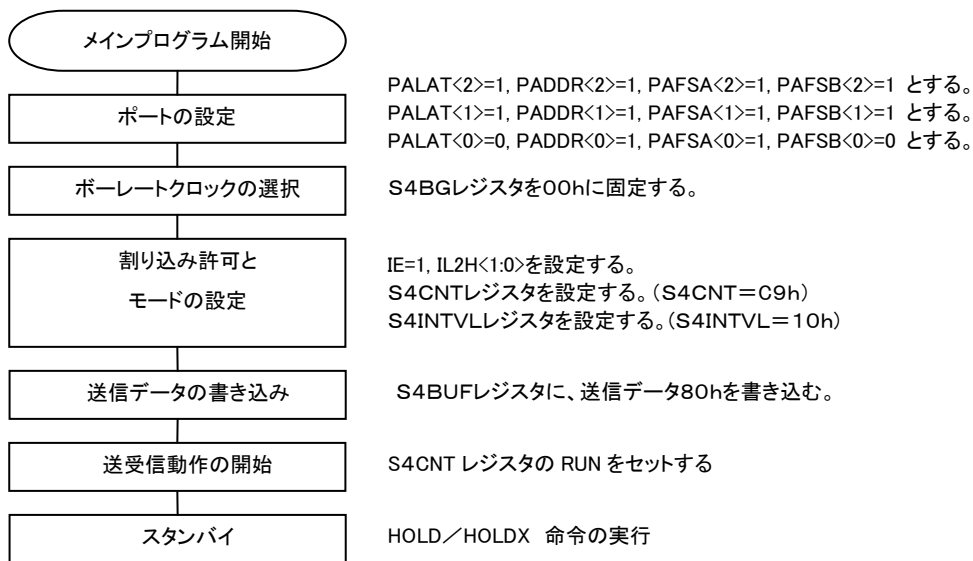 メインプログラム開始
ポートの設定
PALAT<2>=1, PADDR<2>=1, PAFSA<2>=1, PAFSB<2>=1 とする。
PALAT<1>=1, PADDR<1>=1, PAFSA<1>=1, PAFSB<1>=1 とする。
PALAT<0>=0, PADDR<0>=1, PAFSA<0>=1, PAFSB<0>=0 とする。
ボーレートクロックの選択
S4BGレジスタを00hに固定する。
割り込み許可と
モードの設定
IE=1, IL2H<1:0>を設定する。
S4CNTレジスタを設定する。(S4CNT=C9h)
S4INTVLレジスタを設定する。(S4INTVL=10h)
送信データの書き込み
S4BUFレジスタに、送信データ80hを書き込む。
送受信動作の開始
S4CNT レジスタの RUN をセットする
スタンバイ
HOLD/HOLDX 命令の実行